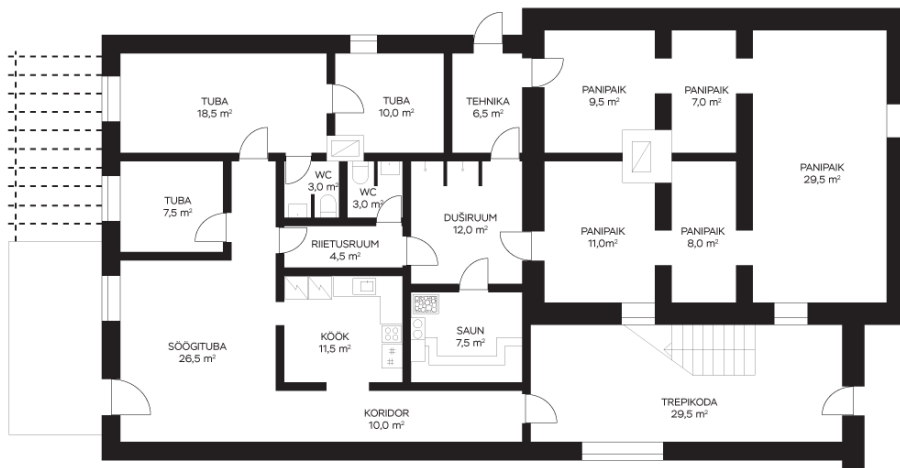 TUBA
18,5 m²
TUBA
10,0 m²
TEHNIKA
6,5 m²
PANIPAIK
9,5 m²
PANIPAIK
7,0 m²
PANIPAIK
29,5 m²
TUBA
7,5 m²
WC
3,0 m²
WC
3,0 m²
DUŠIRUUM
12,0 m²
PANIPAIK
11,0m²
PANIPAIK
8,0 m²
RIIETUSRUUM
4,5 m²
SÖÖGITUBA
26,5 m²
KÖÖK
11,5 m²
SAUN
7,5 m²
KORIDOR
10,0 m²
TREPIKODA
29,5 m²